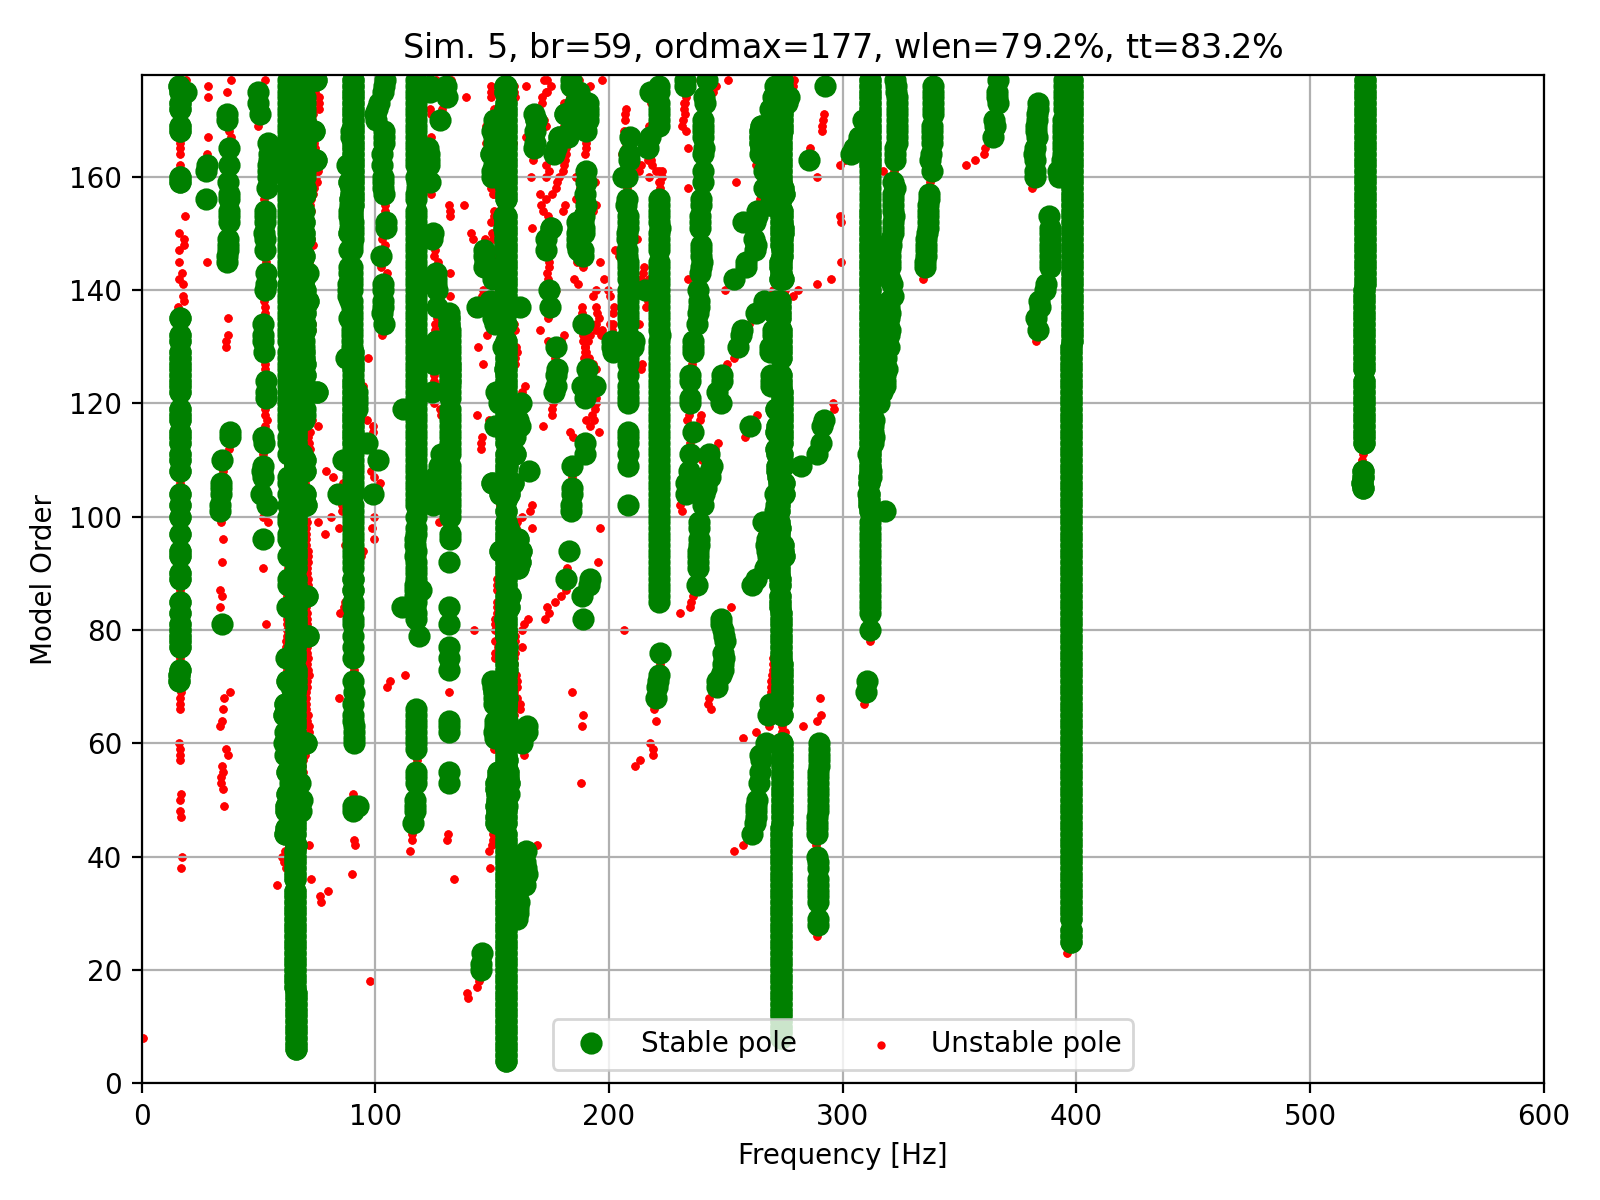 Sim. 5, br=59, ordmax=177, wlen=79.2%, tt=83.2%
Model Order
160
140
120
100
80
60
40
20
0
Stable pole Unstable pole
0 100 200 300 400 500 600
Frequency [Hz]